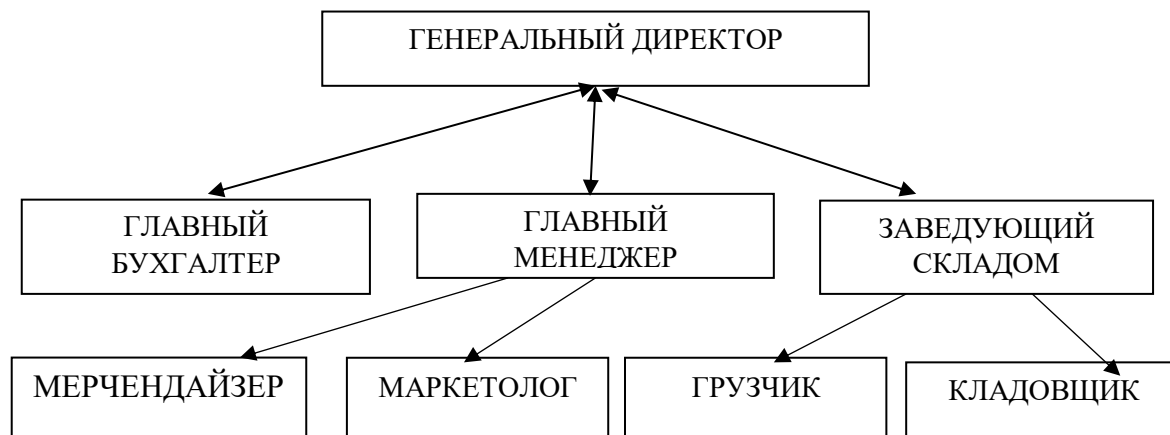 ГЕНЕРАЛЬНЫЙ ДИРЕКТОР
ГЛАВНЫЙ
БУХГАЛТЕР
ГЛАВНЫЙ
МЕНЕДЖЕР
ЗАВЕДУЮЩИЙ
СКЛАДОМ
МЕРЧЕНДАЙЗЕР
МАРКЕТОЛОГ
ГРУЗЧИК
КЛАДОВЩИК